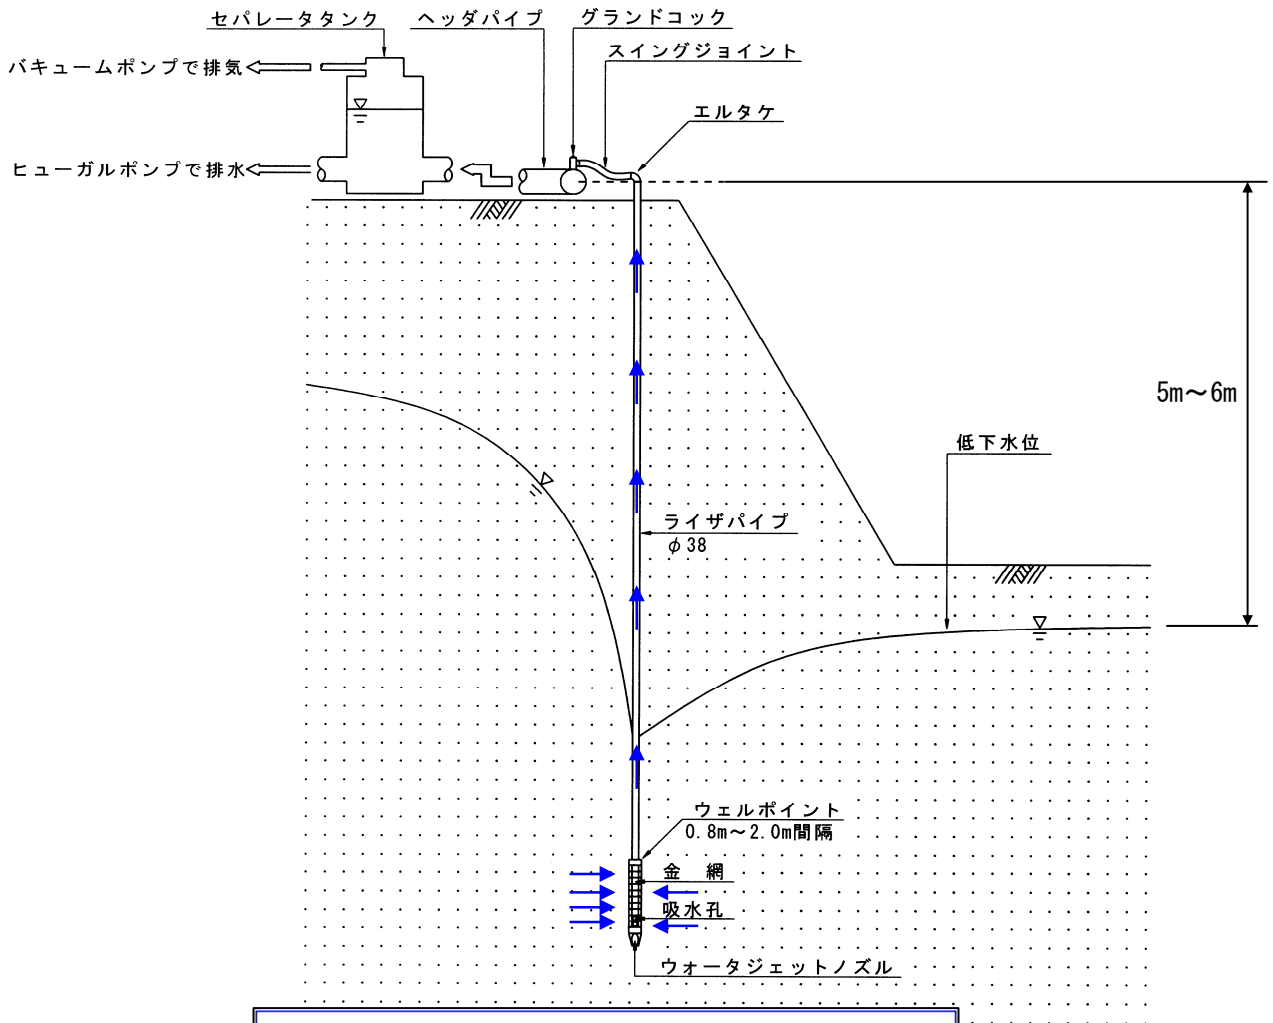 セパレータタンク
ヘッダパイプ
グランドコック
スイングジョイント
バキュームポンプで排気
エルタケ
ヒューガルポンプで排水
5m～6m
低下水位
ライザパイプ
φ38
ウェルポイント
0.8m～2.0m間隔
金　網
吸水孔
ウォータジェットノズル